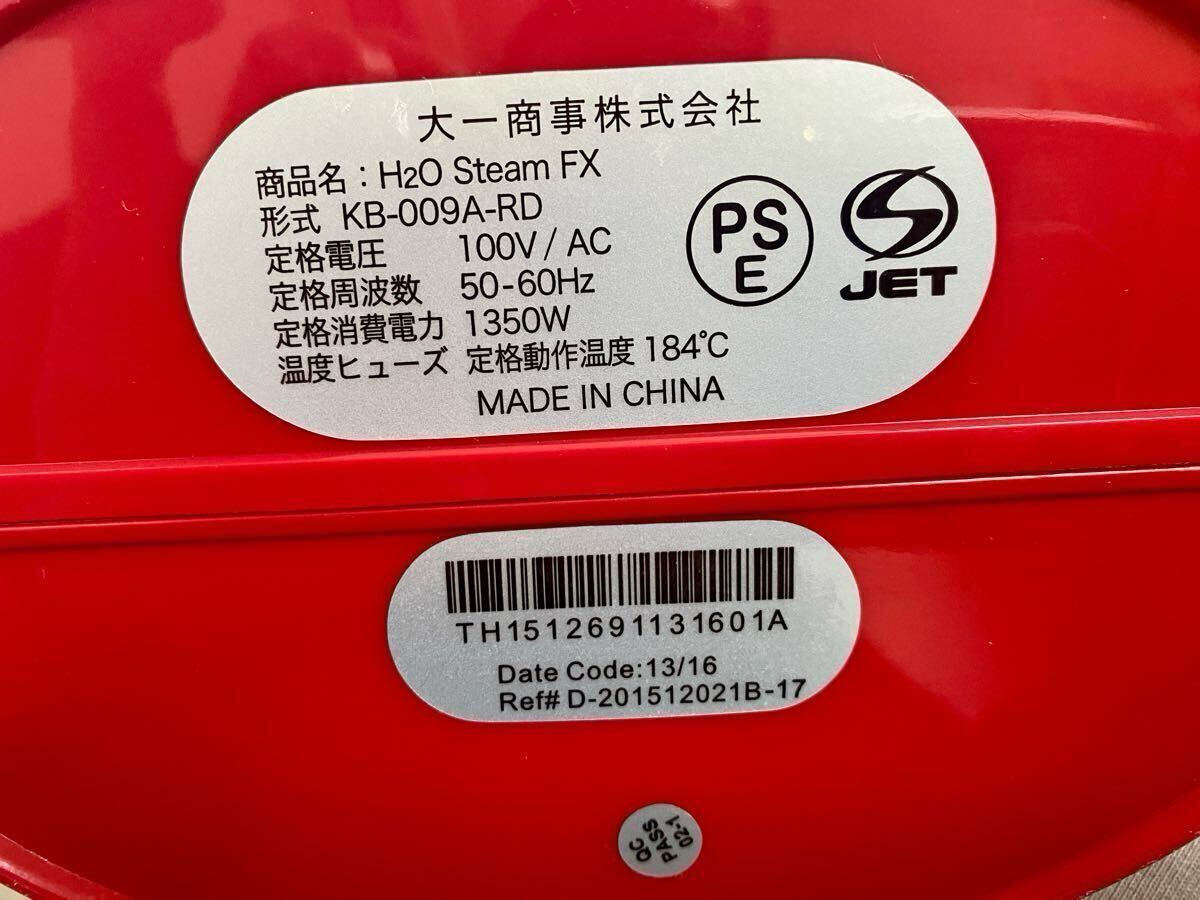 大一商事株式会社
商品名：H2O Steam FX
形式 KB-009A-RD
定格電圧 100V / AC
定格周波数 50-60Hz
定格消費電力 1350W
温度ヒューズ 定格動作温度 184℃
MADE IN CHINA
PS
E
JET
TH1512691131601A
Date Code:13/16
Ref# D-201512021B-17
QC
PASS
02-1